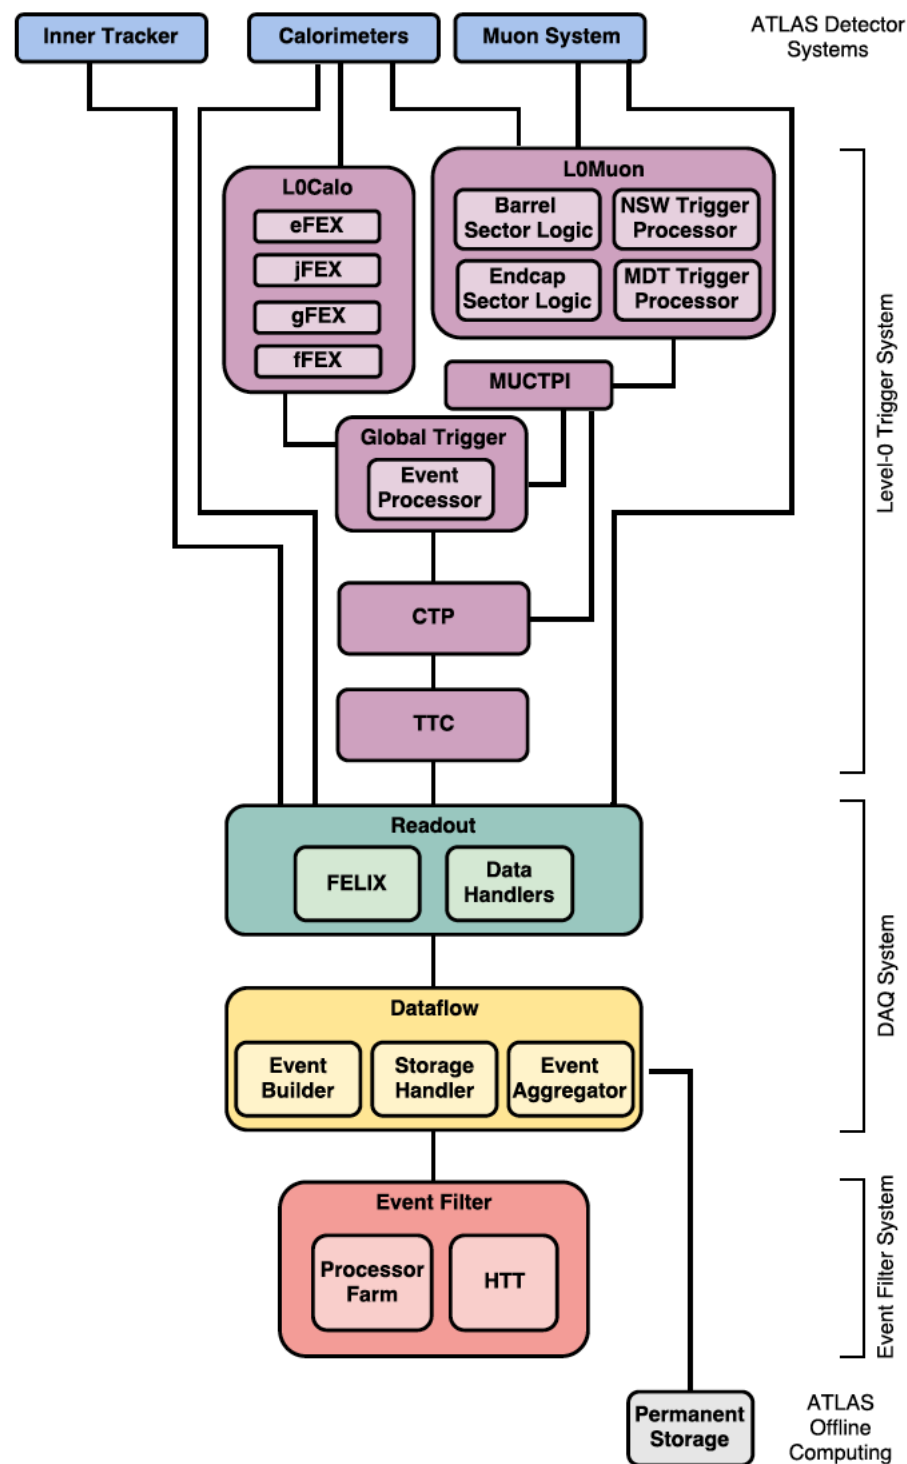 Inner Tracker
Calorimeters
Muon System
ATLAS Detector
Systems
L0Calo
eFEX
jFEX
gFEX
fFEX
L0Muon
Barrel
Sector Logic
NSW Trigger
Processor
Endcap
Sector Logic
MDT Trigger
Processor
MUCTPI
Global Trigger
Event
Processor
CTP
TTC
Level-0 Trigger System
Readout
FELIX
Data
Handlers
Dataflow
Event
Builder
Storage
Handler
Event
Aggregator
DAQ System
Event Filter
Processor
Farm
HTT
Event Filter System
Permanent
Storage
ATLAS
Offline
Computing